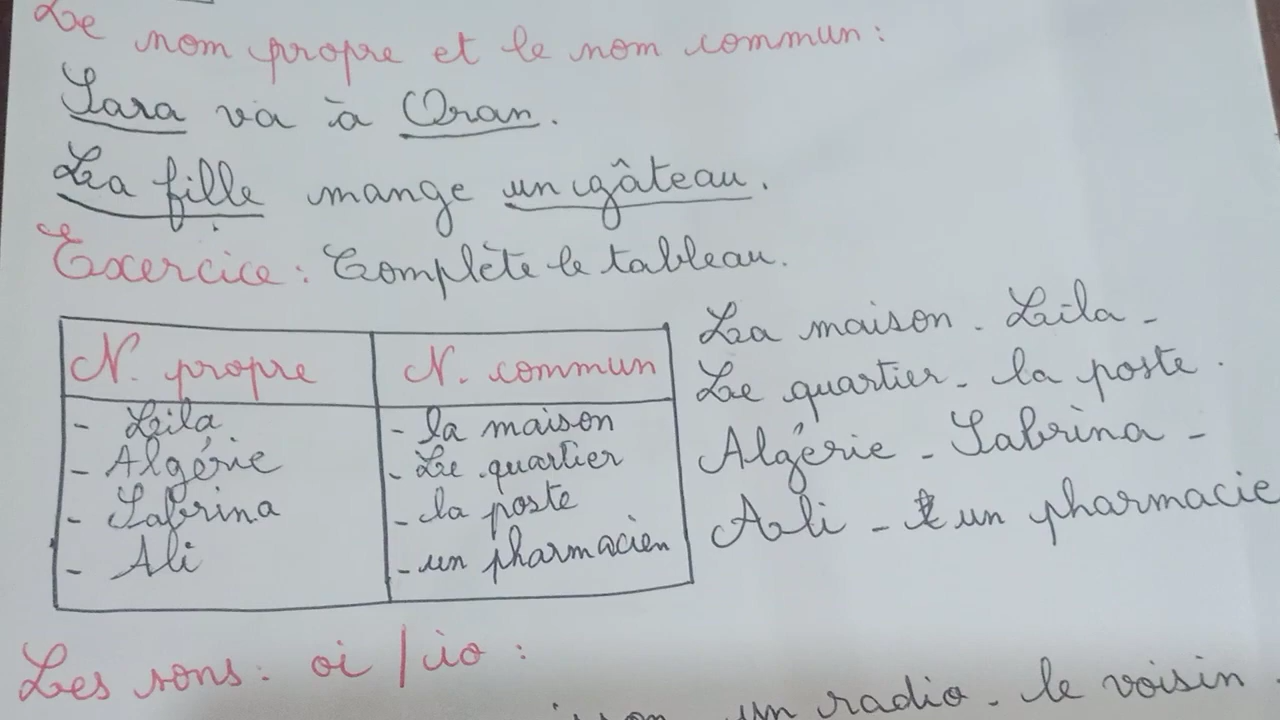 Le nom propre et le nom commun :
Sara va à Oran.
La fille mange un gâteau.
Exercice : Complète le tableau.
N. propre N. commun
- Leila - la maison
- Algérie - Le quartier
- Sabrina - la poste
- Ali - un pharmacien
La maison - Leila -
Le quartier - la poste.
Algérie - Sabrina -
Ali - un pharmacie
Les sons : oi / io :
un radio - le voisin